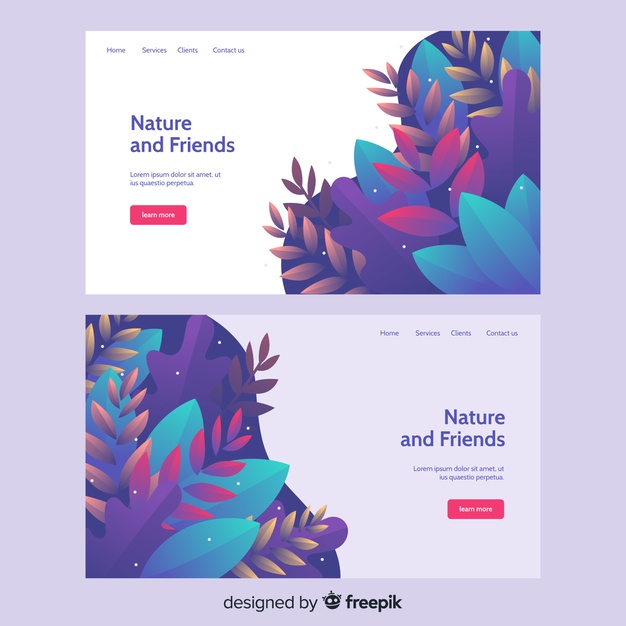 Home Services Clients Contact us
Nature
and Friends
Lorem ipsum dolor sit amet, cursus, ut
ius quaestio perpetua.
learn more
Home Services Clients Contact us
Nature
and Friends
Lorem ipsum dolor sit amet, cursus, ut
ius quaestio perpetua.
learn more
designed by freepik